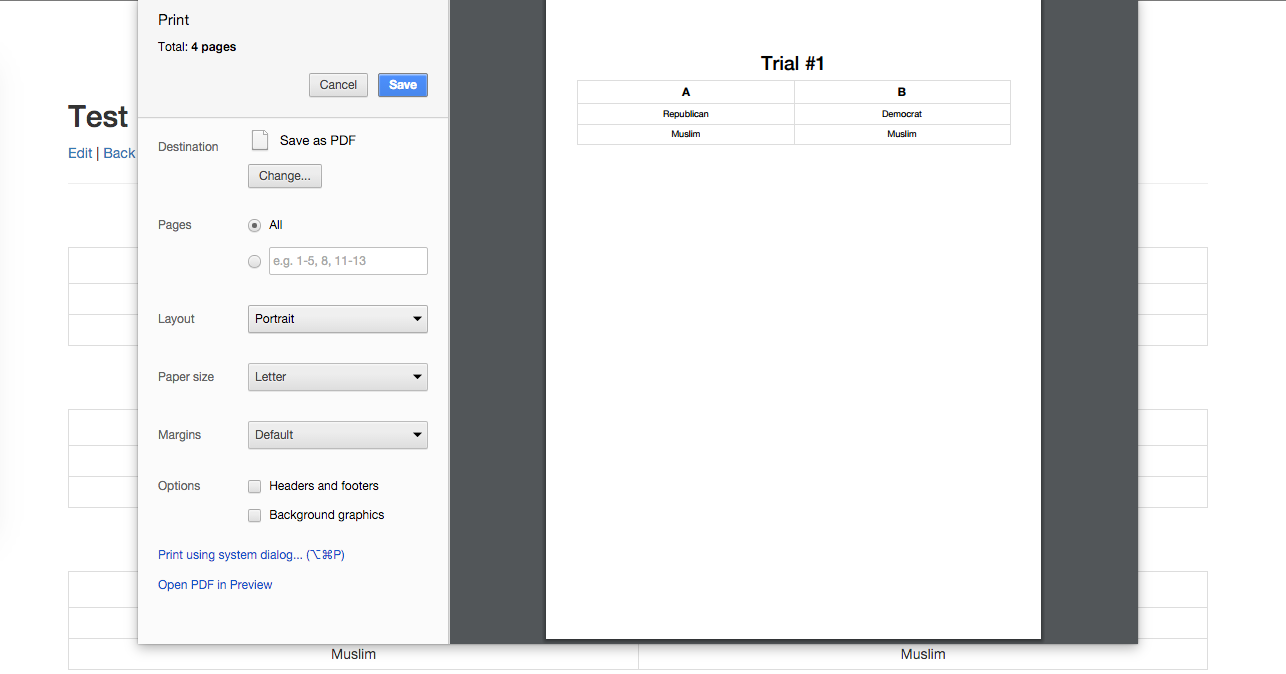 Print
Total: 4 pages
Cancel Save
Test
Edit | Back
Destination Save as PDF
Change...
Pages All
e.g. 1-5, 8, 11-13
Layout Portrait
Paper size Letter
Margins Default
Options Headers and footers
Background graphics
Print using system dialog... (⌥⌘P)
Open PDF in Preview
Trial #1
A B
Republican Democrat
Muslim Muslim
Muslim Muslim